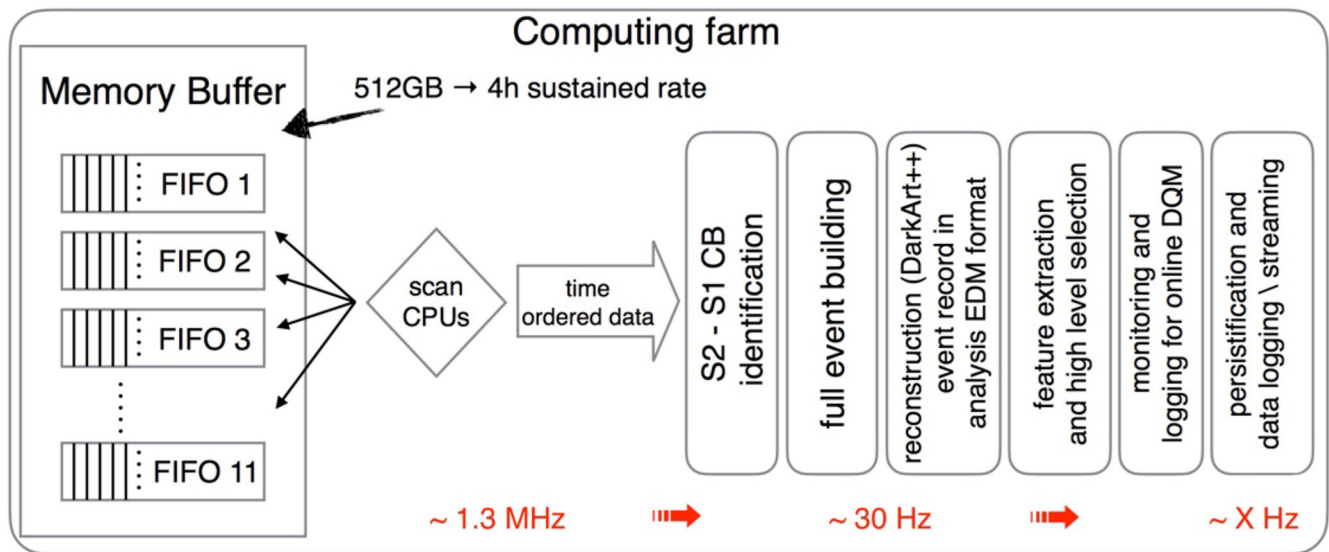 Computing farm
Memory Buffer
512GB → 4h sustained rate
FIFO 1
FIFO 2
FIFO 3
FIFO 11
scan
CPUs
time
ordered data
S2 - S1 CB
identification
full event building
reconstruction (DarkArt++)
event record in
analysis EDM format
feature extraction
and high level selection
monitoring and
logging for online DQM
persistification and
data logging \ streaming
~ 1.3 MHz
~ 30 Hz
~ X Hz